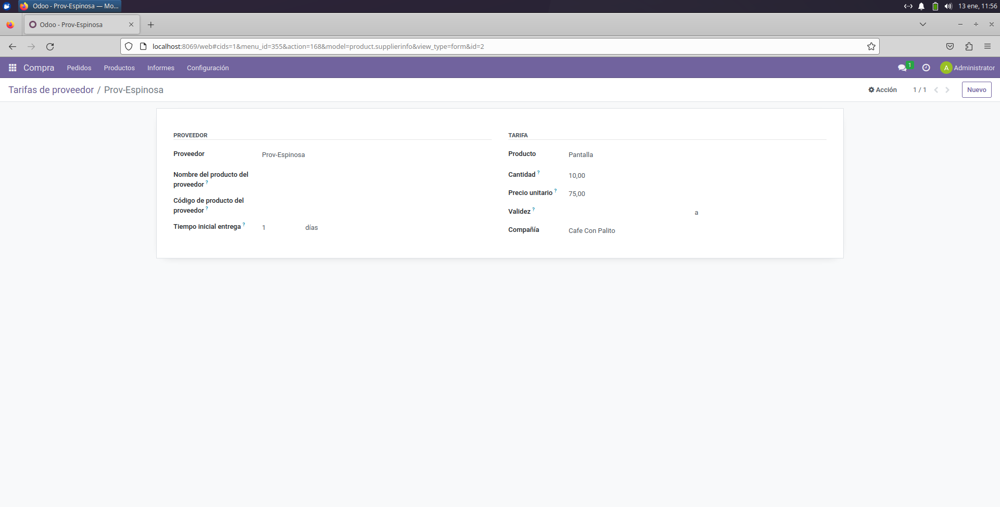 Odoo - Prov-Espinosa — Mo...
13 ene, 11:56
Odoo - Prov-Espinosa
localhost:8069/web#cids=1&menu_id=355&action=168&model=product.supplierinfo&view_type=form&id=2
Compra Pedidos Productos Informes Configuración
1
A Administrator
Tarifas de proveedor / Prov-Espinosa
Acción 1 / 1 Nuevo
PROVEEDOR
Proveedor Prov-Espinosa
Nombre del producto del
proveedor ?
Código de producto del
proveedor ?
Tiempo inicial entrega ? 1 días
TARIFA
Producto Pantalla
Cantidad ? 10,00
Precio unitario ? 75,00
Validez ? a
Compañía Cafe Con Palito